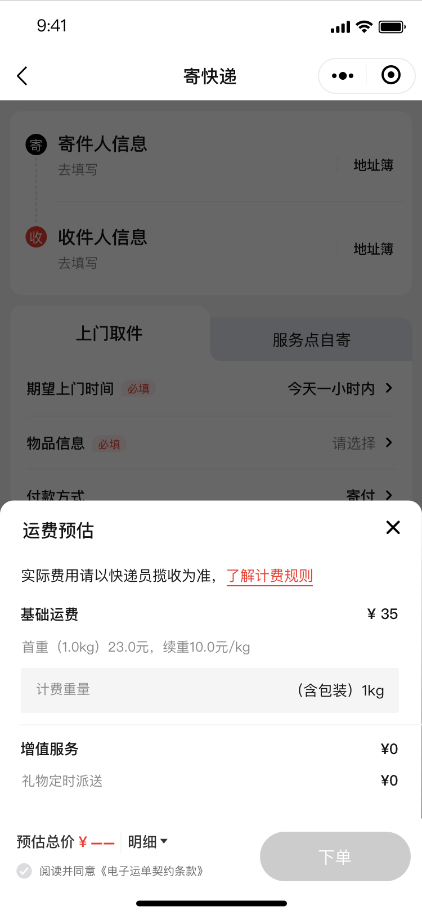 9:41
寄快递
寄 寄件人信息
去填写
地址簿
收 收件人信息
去填写
地址簿
上门取件
服务点自寄
期望上门时间 必填 今天一小时内
物品信息 必填 请选择
付款方式 寄付
运费预估
实际费用请以快递员揽收为准，了解计费规则
基础运费 ¥ 35
首重（1.0kg）23.0元，续重10.0元/kg
计费重量 （含包装）1kg
增值服务 ¥0
礼物定时派送 ¥0
预估总价 ¥ —— 明细
下单
阅读并同意《电子运单契约条款》